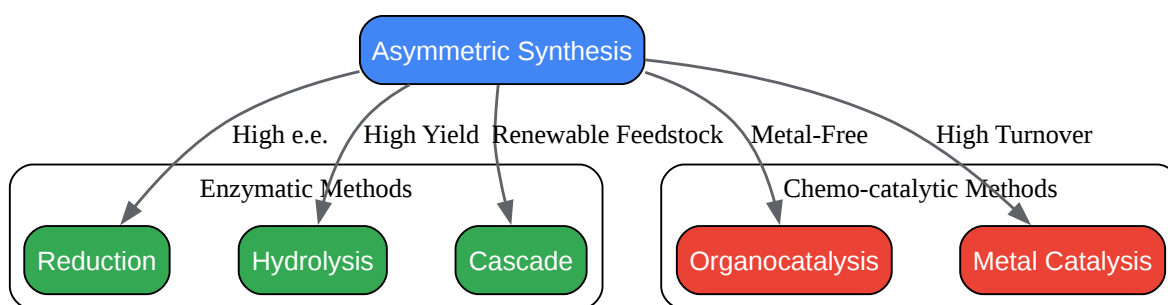 Asymmetric Synthesis
High e.e.
High Yield
Renewable Feedstock
Metal-Free
High Turnover
Enzymatic Methods
Chemo-catalytic Methods
Reduction
Hydrolysis
Cascade
Organocatalysis
Metal Catalysis